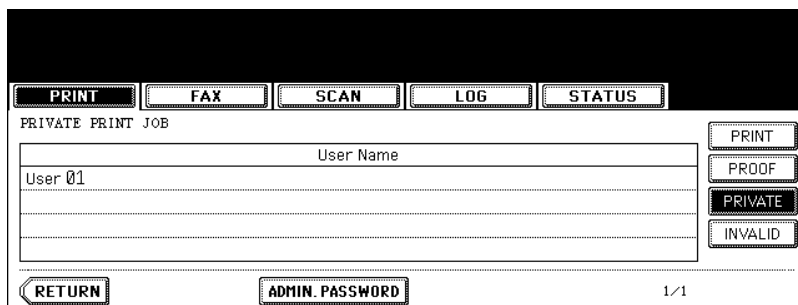 PRINT FAX SCAN LOG STATUS
PRIVATE PRINT JOB
PRINT
User Name
PROOF
User 01
PRIVATE
INVALID
RETURN ADMIN. PASSWORD 1/1